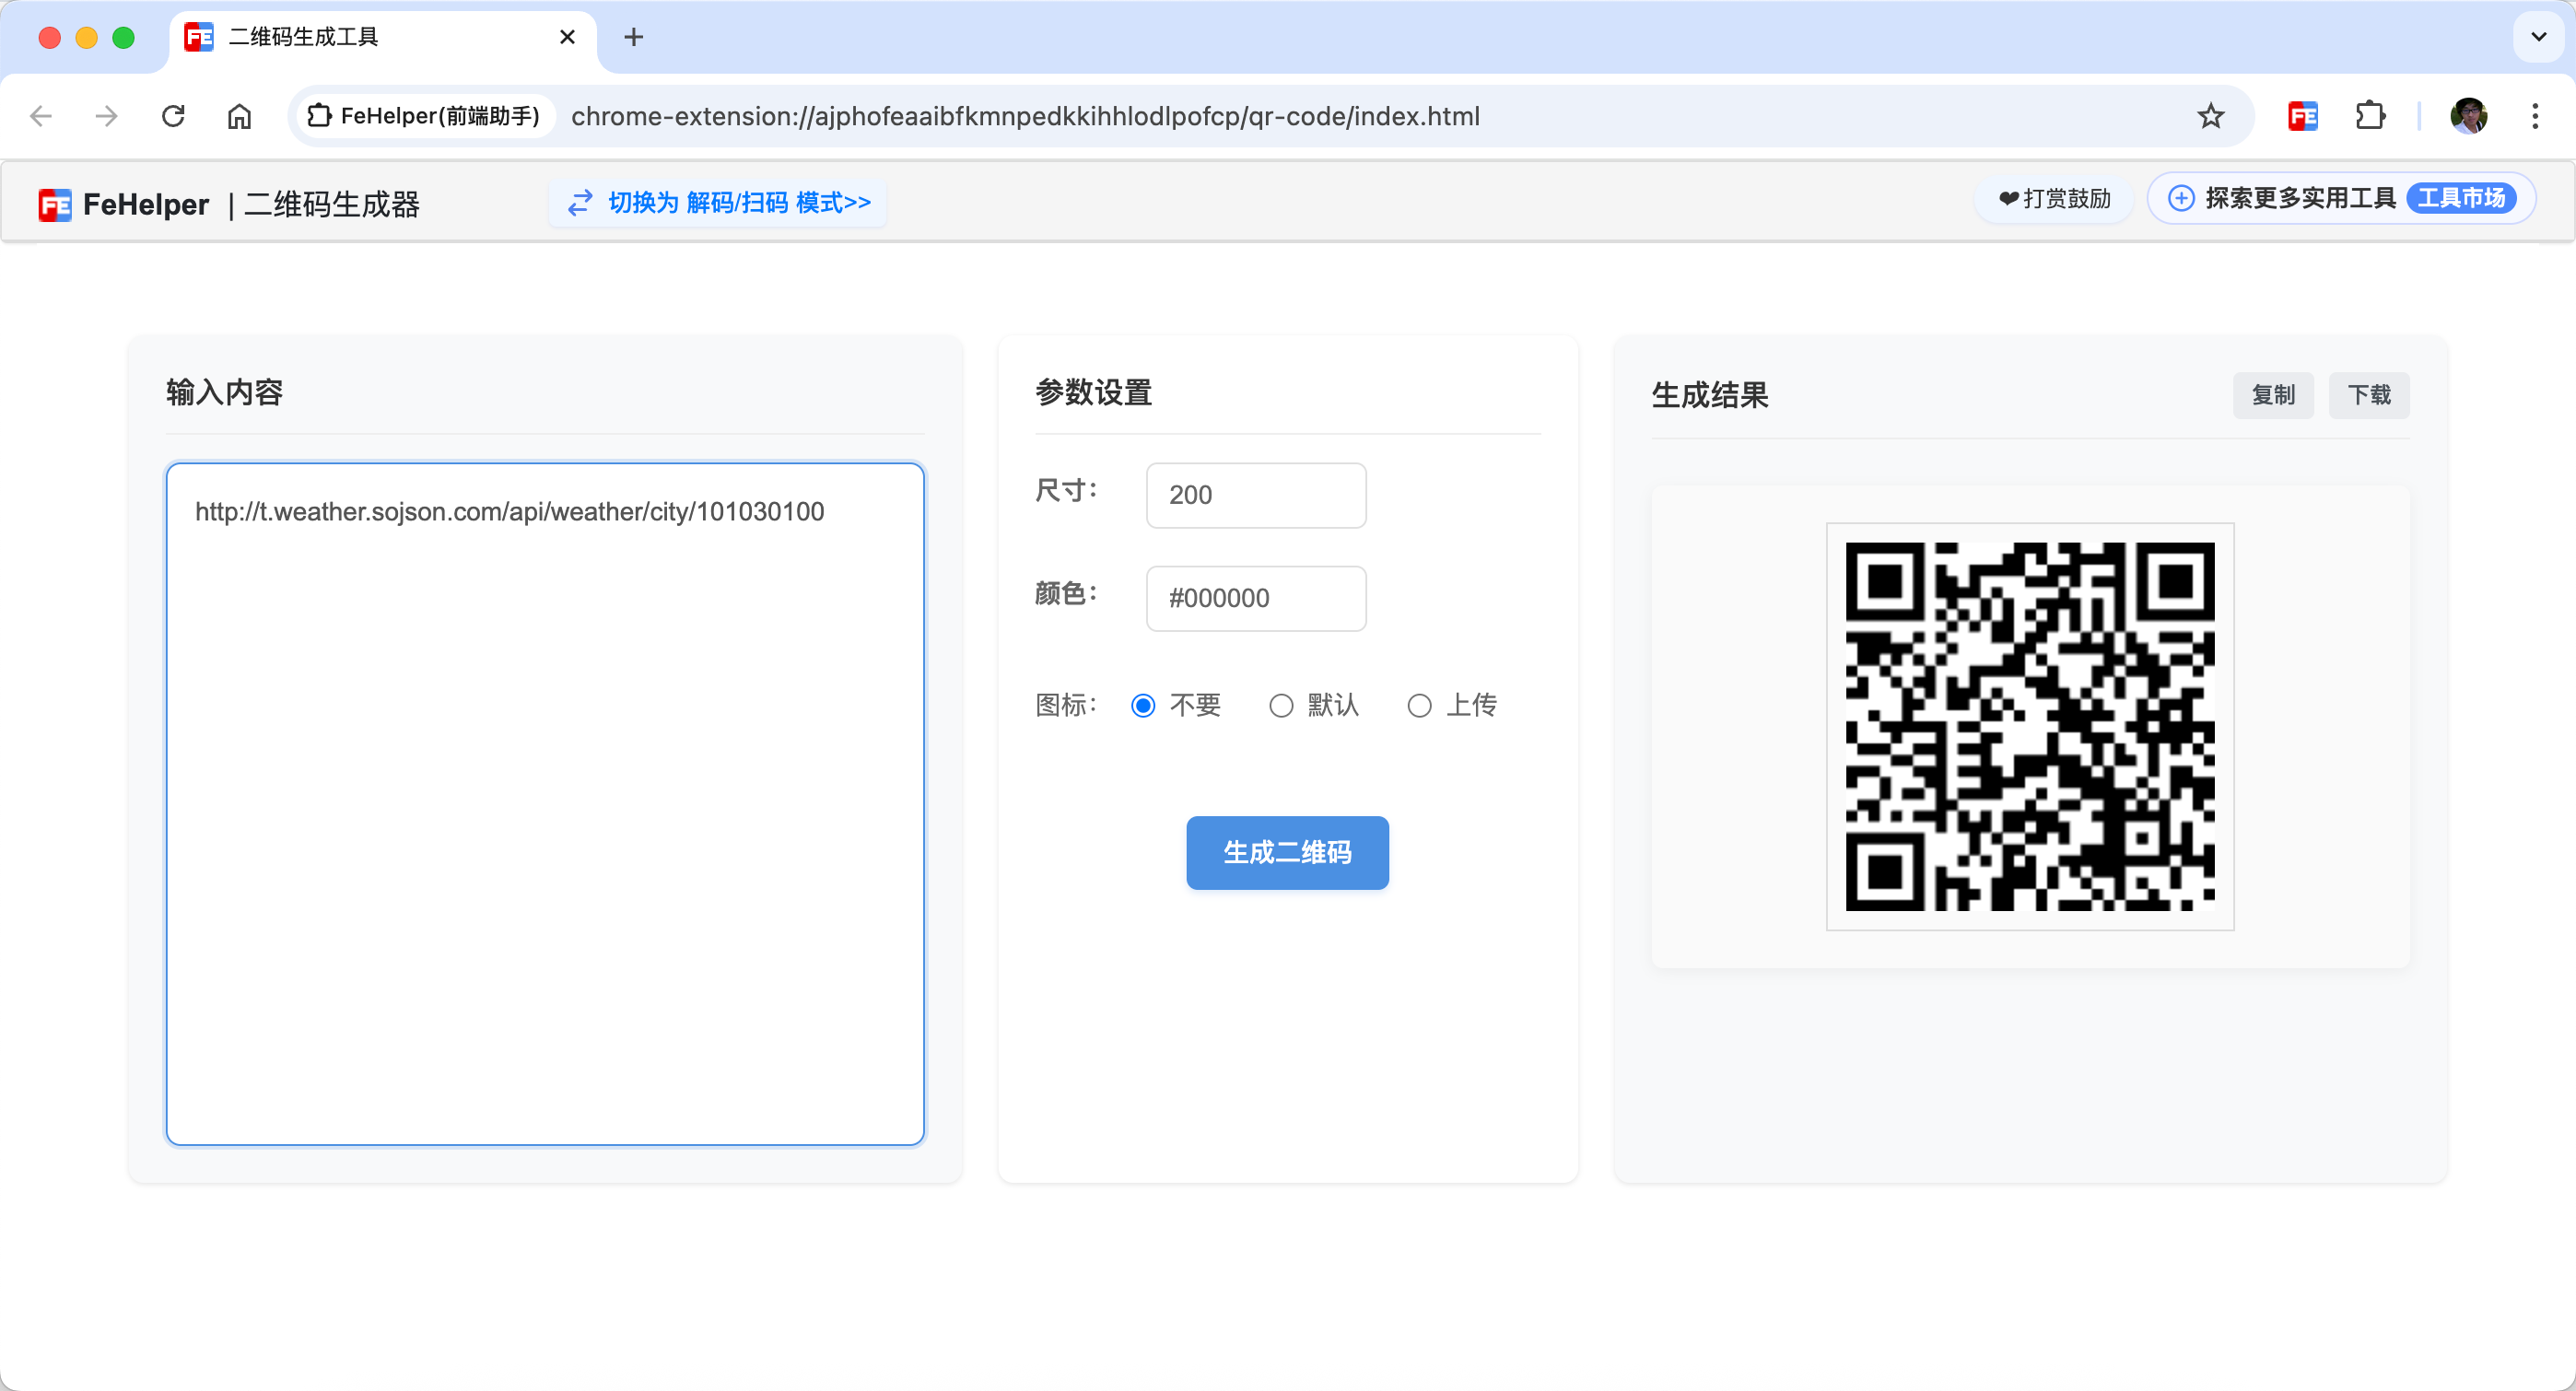 二维码生成工具
FeHelper(前端助手) chrome-extension://ajphofeaaibfkmnpedkkihhlodlpofcp/qr-code/index.html
FeHelper | 二维码生成器 切换为 解码/扫码 模式>> ❤打赏鼓励 探索更多实用工具 工具市场
输入内容
http://t.weather.sojson.com/api/weather/city/101030100
参数设置
尺寸: 200
颜色: #000000
图标: 不要 默认 上传
生成二维码
生成结果 复制 下载